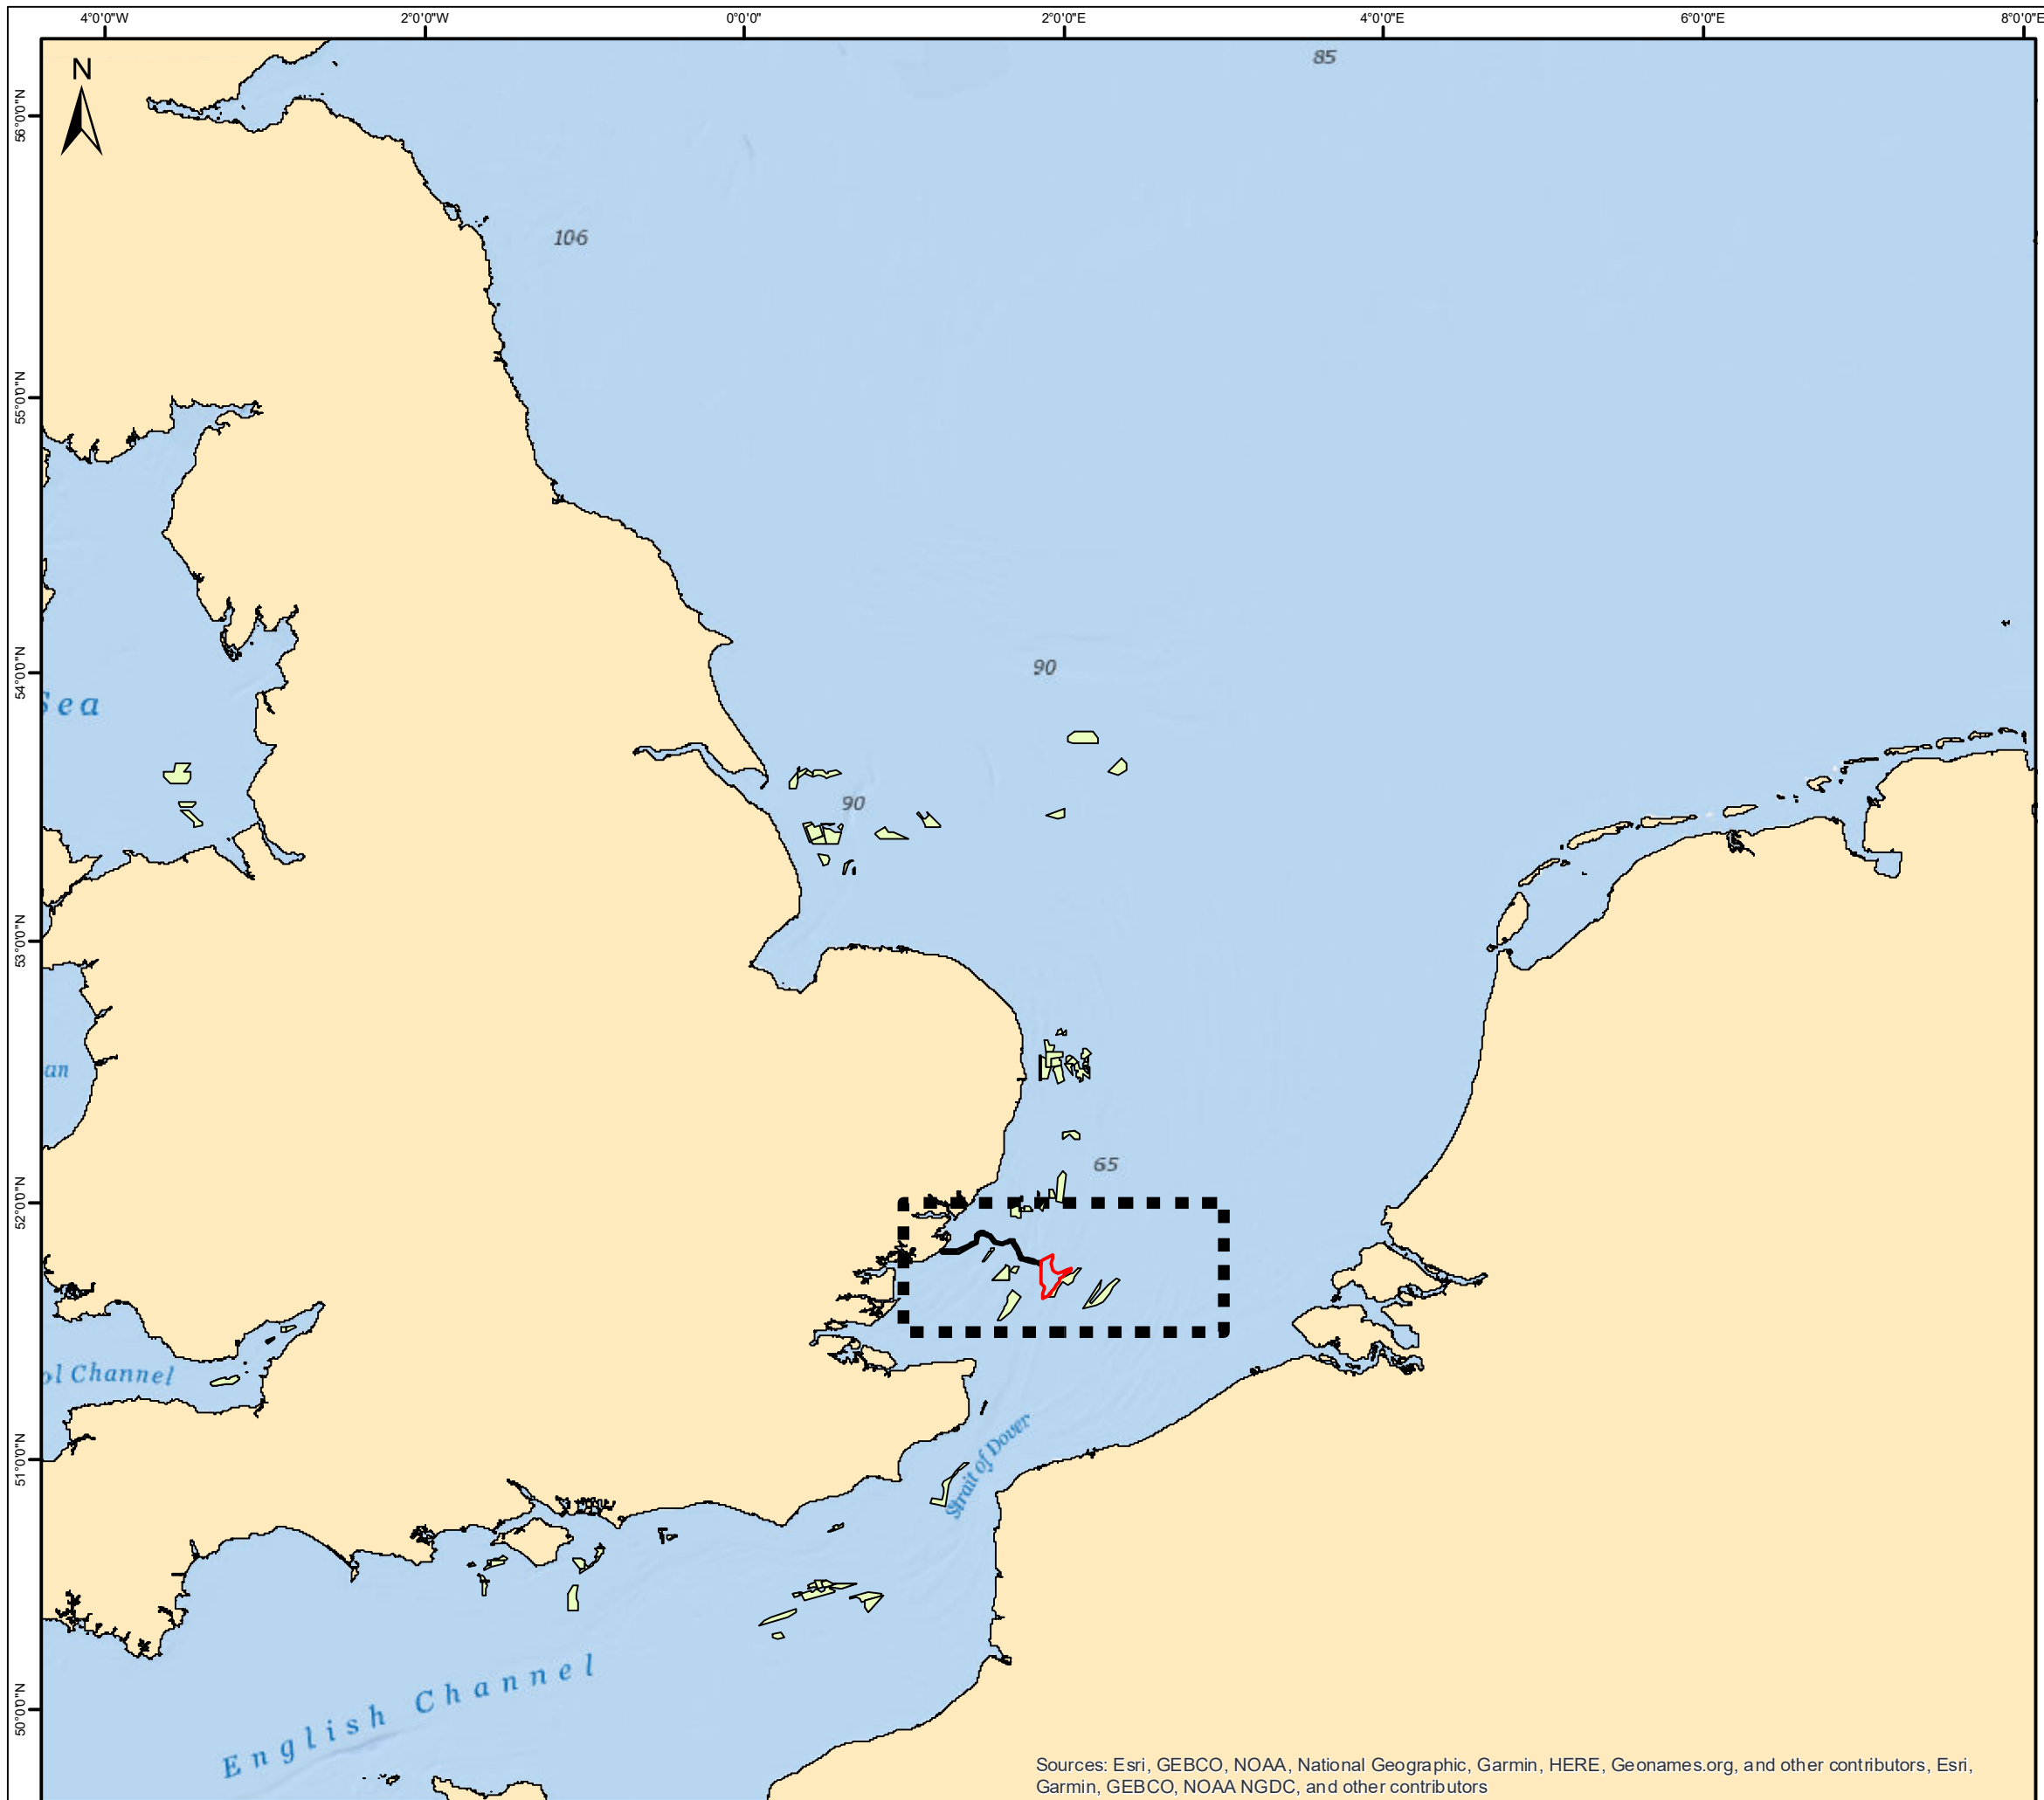 4°0'0"W 2°0'0"W 0°0'0" 2°0'0"E 4°0'0"E 6°0'0"E 8°0'0"E
N
85
56°0'0"N
106
55°0'0"N
90
54°0'0"N
Sea
90
53°0'0"N
an
65
52°0'0"N
ol Channel
Strait of Dover
51°0'0"N
English Channel
50°0'0"N
Sources: Esri, GEBCO, NOAA, National Geographic, Garmin, HERE, Geonames.org, and other contributors, Esri,
Garmin, GEBCO, NOAA NGDC, and other contributors